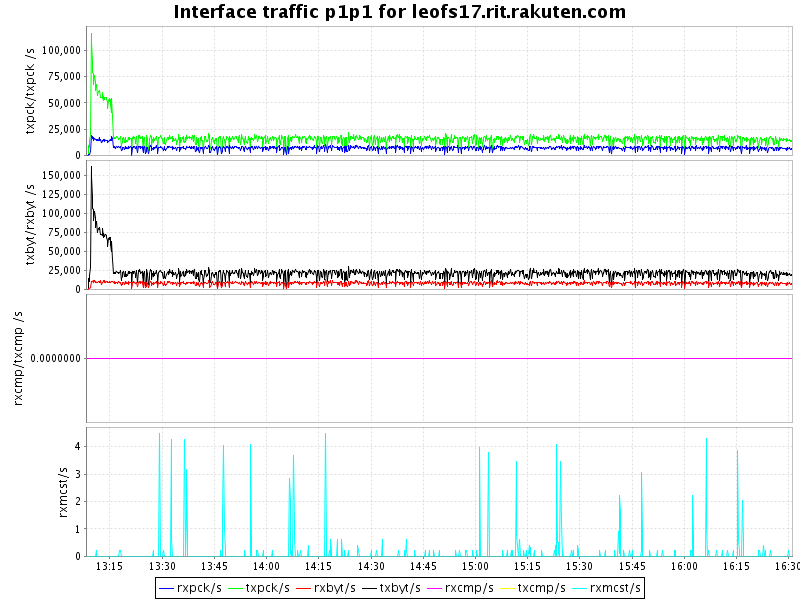 Interface traffic p1p1 for leofs17.rit.rakuten.com
txpck/txpck /s
100,000
75,000
50,000
25,000
0
txbyt/rxbyt /s
150,000
125,000
100,000
75,000
50,000
25,000
0
rxcmp/txcmp /s
0.0000000
rxmcst/s
4
3
2
1
0
13:15 13:30 13:45 14:00 14:15 14:30 14:45 15:00 15:15 15:30 15:45 16:00 16:15 16:30
rxpck/s txpck/s rxbyt/s txbyt/s rxcmp/s txcmp/s rxmcst/s